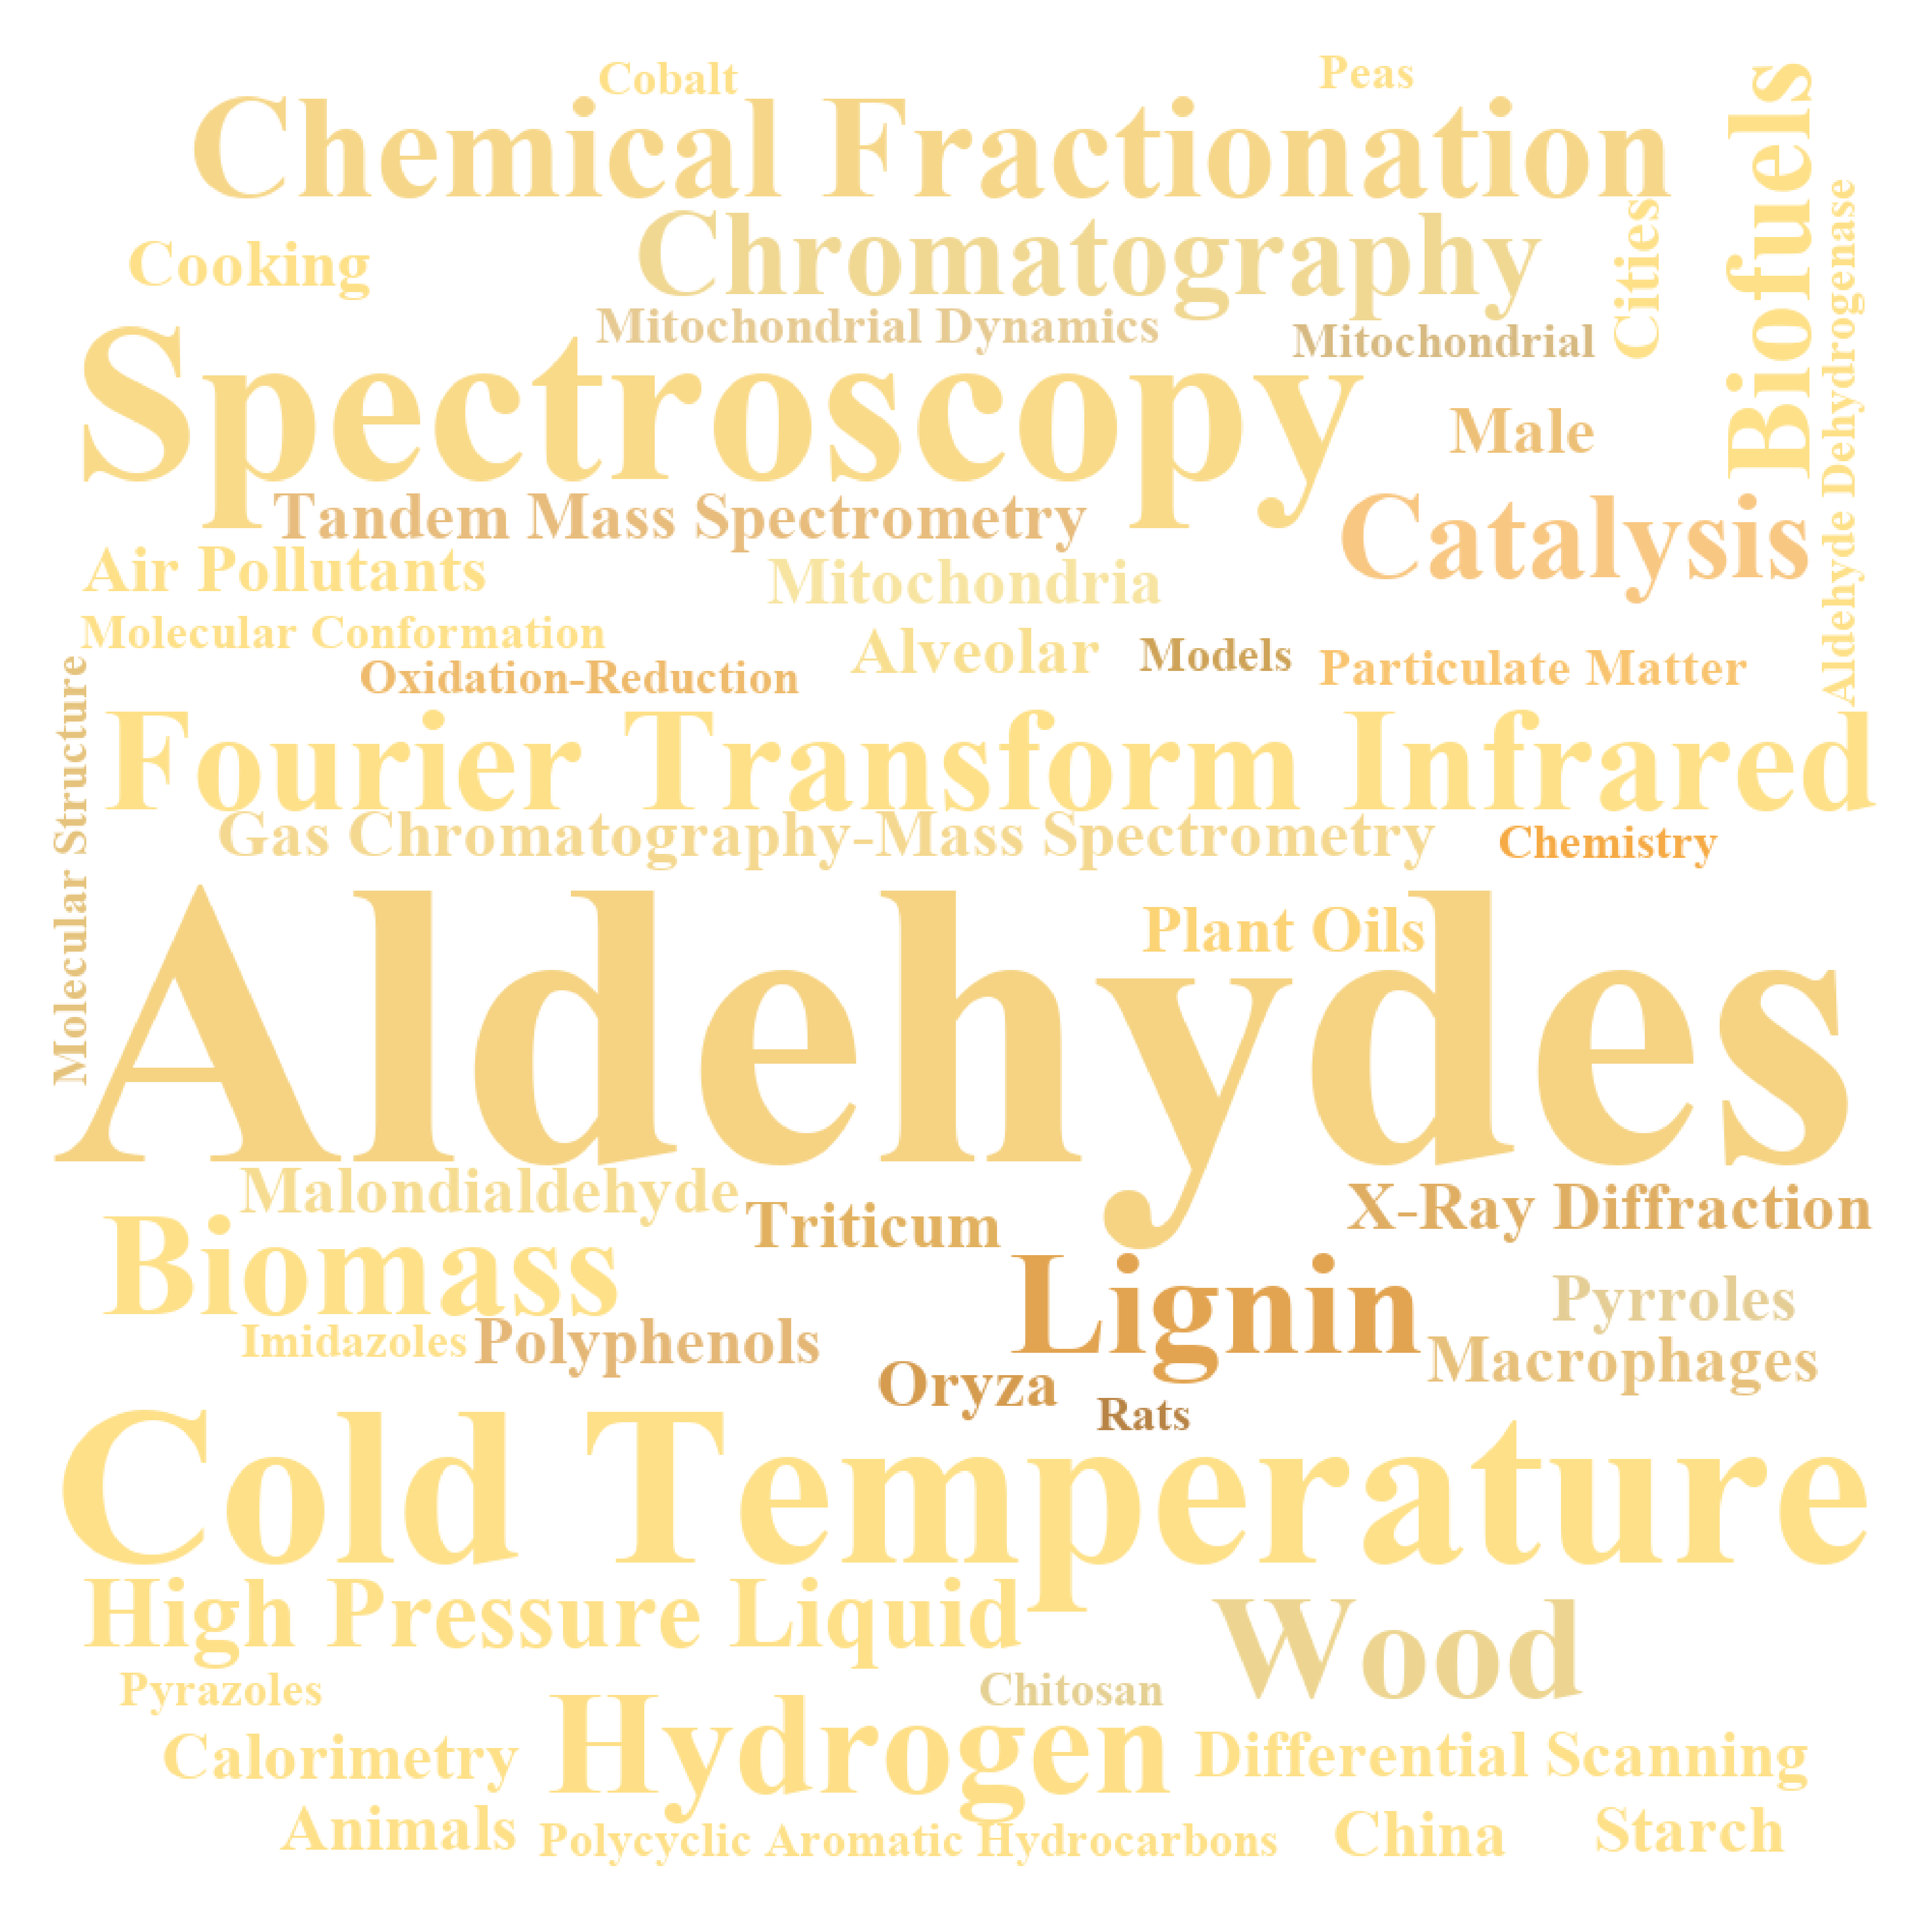 Cobalt
Peas
Chemical Fractionation
Biofuels
Cities
Aldehyde Dehydrogenase
Chromatography
Cooking
Mitochondrial Dynamics
Mitochondrial
Spectroscopy
Male
Tandem Mass Spectrometry
Catalysis
Air Pollutants
Mitochondria
Molecular Conformation
Alveolar
Models
Particulate Matter
Oxidation-Reduction
Molecular Structure
Fourier Transform Infrared
Gas Chromatography-Mass Spectrometry
Chemistry
Plant Oils
Aldehydes
Malondialdehyde
Triticum
X-Ray Diffraction
Biomass
Lignin
Pyrroles
Imidazoles
Polyphenols
Macrophages
Oryza
Rats
Cold Temperature
High Pressure Liquid
Wood
Pyrazoles
Chitosan
Hydrogen
Calorimetry
Differential Scanning
Animals
Polycyclic Aromatic Hydrocarbons
China
Starch